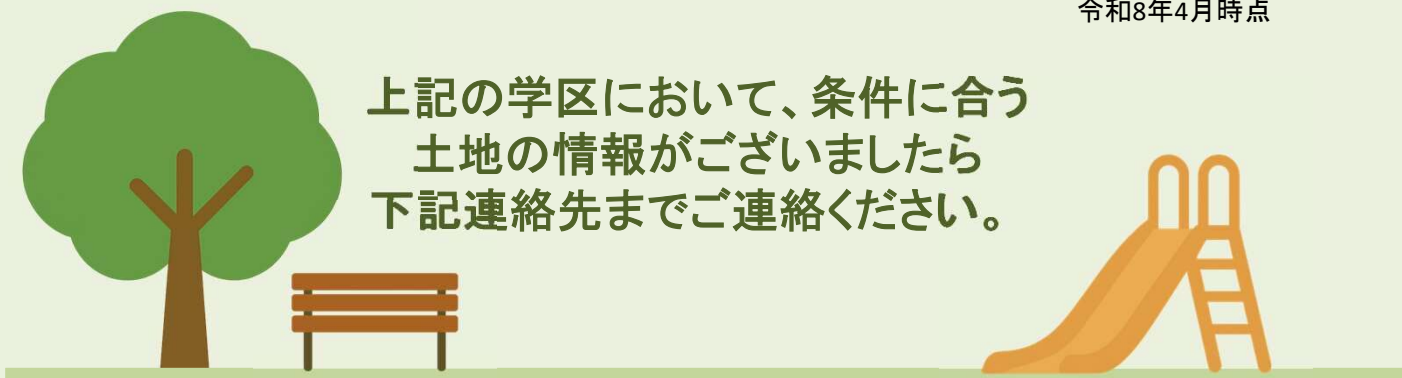 令和8年4月時点
上記の学区において、条件に合う
土地の情報がございましたら
下記連絡先までご連絡ください。